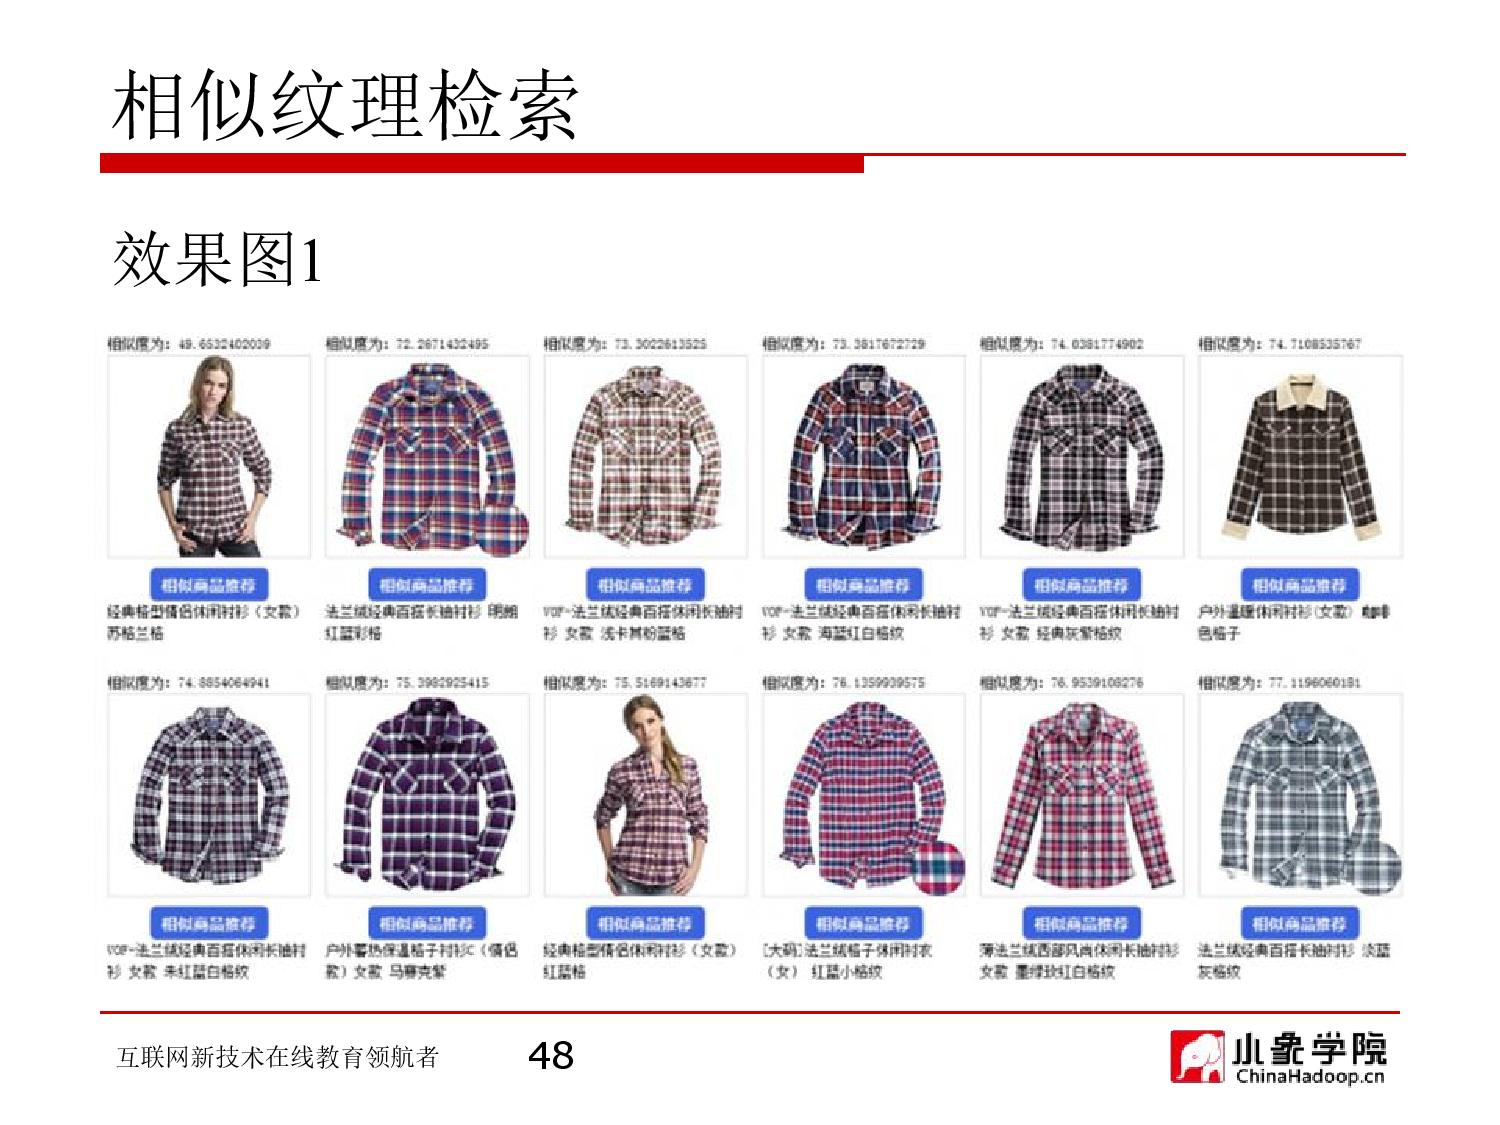 相似纹理检索
效果图1
相似度为: 49.6532402039
相似度为: 72.2671432495
相似度为: 73.3022613525
相似度为: 73.3817672729
相似度为: 74.0381774902
相似度为: 74.7108535767
相似商品推荐
相似商品推荐
相似商品推荐
相似商品推荐
相似商品推荐
相似商品推荐
经典格型情侣休闲衬衫（女款）
苏格兰格
法兰绒经典百搭长袖衬衫 明朗
红蓝彩格
VOF-法兰绒经典百搭休闲长袖衬
衫 女款 浅卡其粉蓝格
VOF-法兰绒经典百搭休闲长袖衬
衫 女款 海蓝红白格纹
VOF-法兰绒经典百搭休闲长袖衬
衫 女款 经典灰紫格纹
户外温暖休闲衬衫(女款) 咖啡
色格子
相似度为: 74.8854064941
相似度为: 75.3982925415
相似度为: 75.5169143677
相似度为: 76.1359939575
相似度为: 76.9539108276
相似度为: 77.1196060181
相似商品推荐
相似商品推荐
相似商品推荐
相似商品推荐
相似商品推荐
相似商品推荐
VOF-法兰绒经典百搭休闲长袖衬
衫 女款 朱红蓝白格纹
户外蓄热保温格子衬衫C（情侣
款）女款 马赛克紫
经典格型情侣休闲衬衫（女款）
红蓝格
[大码]法兰绒格子休闲衬衣
（女） 红蓝小格纹
薄法兰绒西部风尚休闲长袖衬衫
女款 墨绿玫红白格纹
法兰绒经典百搭长袖衬衫 淡蓝
灰格纹
互联网新技术在线教育领航者
48
小象学院
ChinaHadoop.cn